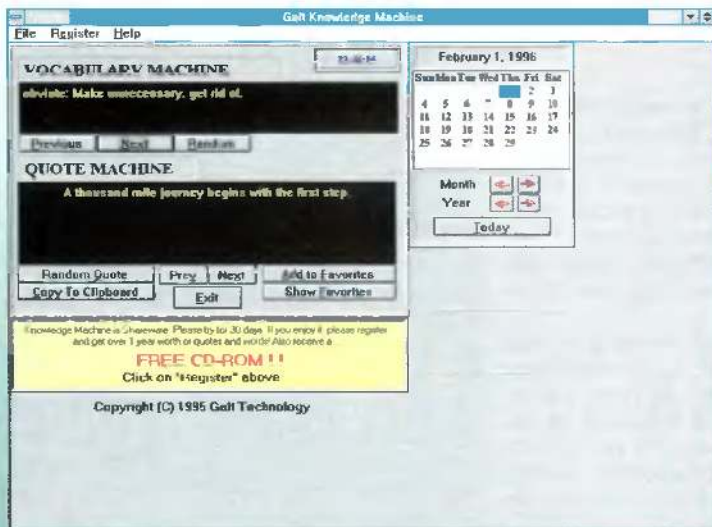 Galt Knowledge Machine
File Register Help
VOCABULARY MACHINE
obviate: Make unnecessary, get rid of.
Previous Next Random
QUOTE MACHINE
A thousand mile journey begins with the first step.
Random Quote Prev Next Add to Favorites
Copy To Clipboard Exit Show Favorites
Knowledge Machine is Shareware. Please try for 30 days. If you enjoy it please register
and get over 1 year worth of quotes and words! Also receive a
FREE CD-ROM ! !
Click on "Register" above
Copyright (C) 1995 Galt Technology
February 1, 1996
Sun Mon Tue Wed Thu Fri Sat
2 3
4 5 6 7 8 9 10
11 12 13 14 15 16 17
18 19 20 21 22 23 24
25 26 27 28 29
Month
Year
Today